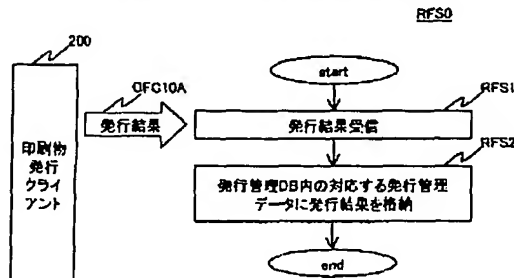 RFS0
200
OFC10A
start
RFS1
発行結果
発行結果受信
印刷物
発行
クライ
アント
RFS2
発行管理DB内の対応する発行管理
データに発行結果を格納
end